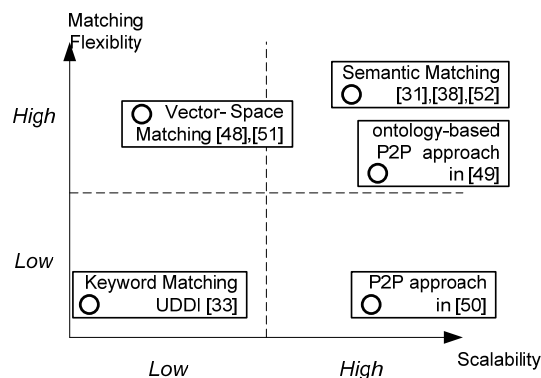 Matching
Flexiblity
High
Low
Semantic Matching
[31],[38],[52]
Vector- Space
Matching [48],[51]
ontology-based
P2P approach
in [49]
Keyword Matching
UDDI [33]
P2P approach
in [50]
Low
High
Scalability